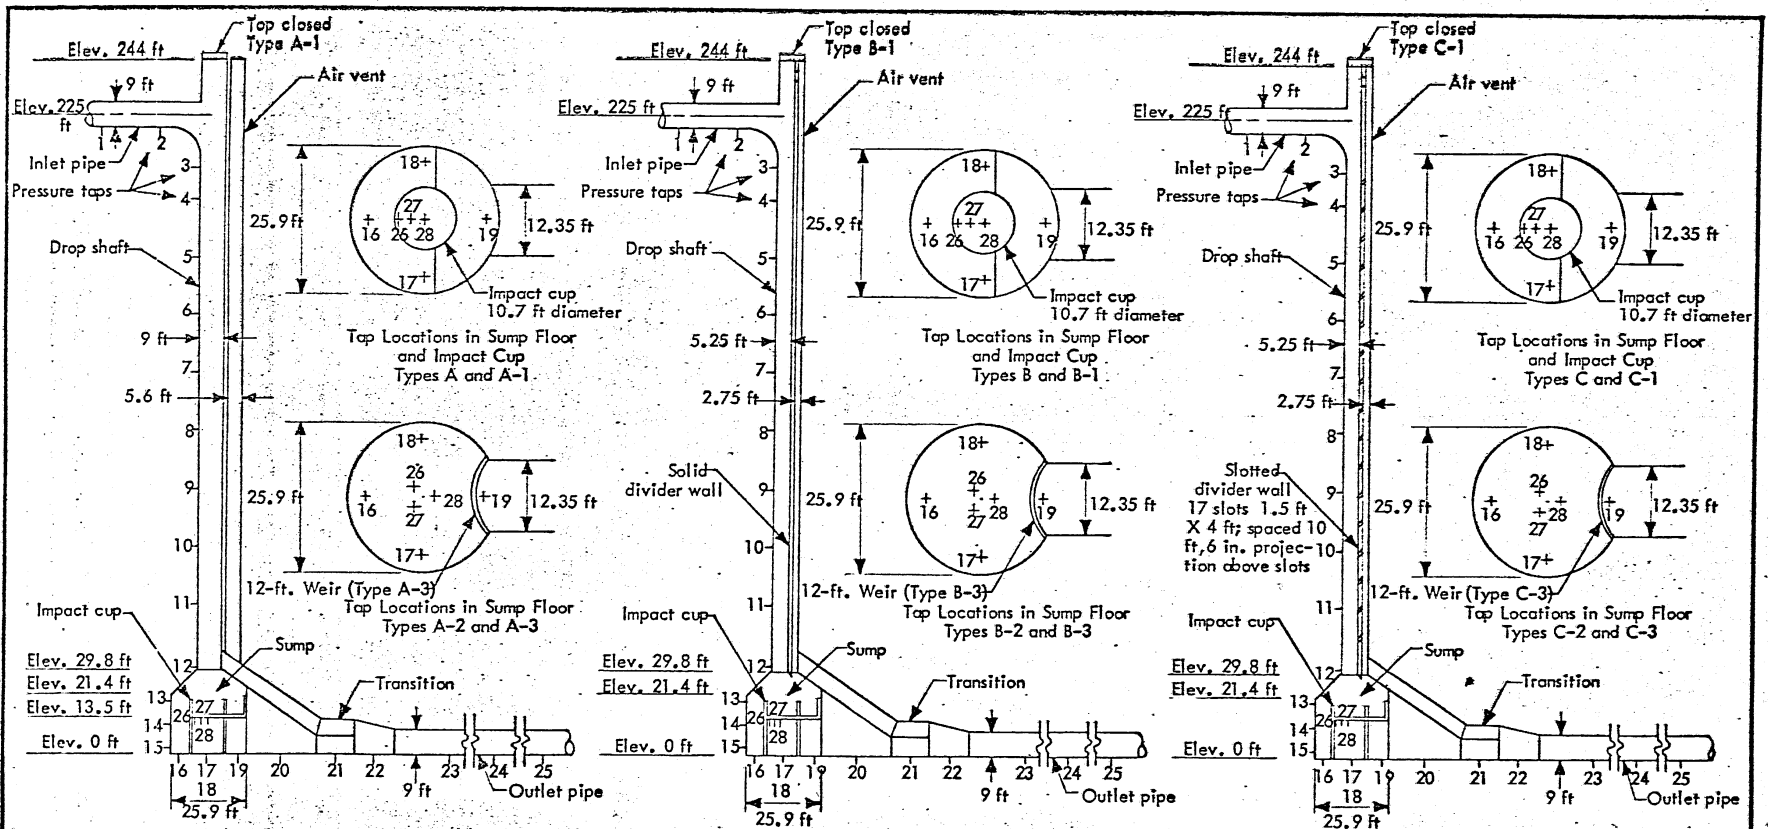 Top closed
Type A-1
Elev. 244 ft
Air vent
9 ft
Elev. 225
ft
1
2
Inlet pipe
Pressure taps
3
4
18
27
16
26
28
19
17
25.9 ft
12.35 ft
Drop shaft
5
6
Impact cup
10.7 ft diameter
9 ft
Tap Locations in Sump Floor
and Impact Cup
Types A and A-1
7
5.6 ft
8
18
26
25.9 ft
9
16
28
19
12.35 ft
27
10
17
12-ft. Weir (Type A-3)
Tap Locations in Sump Floor
Types A-2 and A-3
11
Impact cup
Sump
12
Elev. 29.8 ft
Elev. 21.4 ft
Elev. 13.5 ft
Elev. 0 ft
13
14
15
26
27
28
Transition
16
17
19
20
21
22
23
24
25
18
25.9 ft
9 ft
Outlet pipe
Top closed
Type B-1
Elev. 244 ft
Air vent
9 ft
Elev. 225 ft
1
2
Inlet pipe
Pressure taps
3
4
18
27
16
26
28
19
17
25.9 ft
12.35 ft
Drop shaft
5
6
Impact cup
10.7 ft diameter
5.25 ft
Tap Locations in Sump Floor
and Impact Cup
Types B and B-1
7
2.75 ft
8
Solid
divider wall
18
26
25.9 ft
9
16
28
19
12.35 ft
27
10
17
12-ft. Weir (Type B-3)
Tap Locations in Sump Floor
Types B-2 and B-3
11
Impact cup
Sump
12
Elev. 29.8 ft
Elev. 21.4 ft
Elev. 0 ft
13
14
15
26
27
28
Transition
16
17
19
20
21
22
23
24
25
18
25.9 ft
9 ft
Outlet pipe
Top closed
Type C-1
Elev. 244 ft
Air vent
9 ft
Elev. 225 ft
1
2
Inlet pipe
Pressure taps
3
4
18
27
16
26
28
19
17
25.9 ft
12.35 ft
Drop shaft
5
6
Impact cup
10.7 ft diameter
5.25 ft
Tap Locations in Sump Floor
and Impact Cup
Types C and C-1
7
2.75 ft
8
Slotted
divider wall
17 slots 1.5 ft
X 4 ft; spaced 10
ft, 6 in. projec-
tion above slots
18
26
25.9 ft
9
16
28
19
12.35 ft
27
10
17
12-ft. Weir (Type C-3)
Tap Locations in Sump Floor
Types C-2 and C-3
11
Impact cup
Sump
12
Elev. 29.8 ft
Elev. 21.4 ft
Elev. 0 ft
13
14
15
26
27
28
Transition
16
17
19
20
21
22
23
24
25
18
25.9 ft
9 ft
Outlet pipe